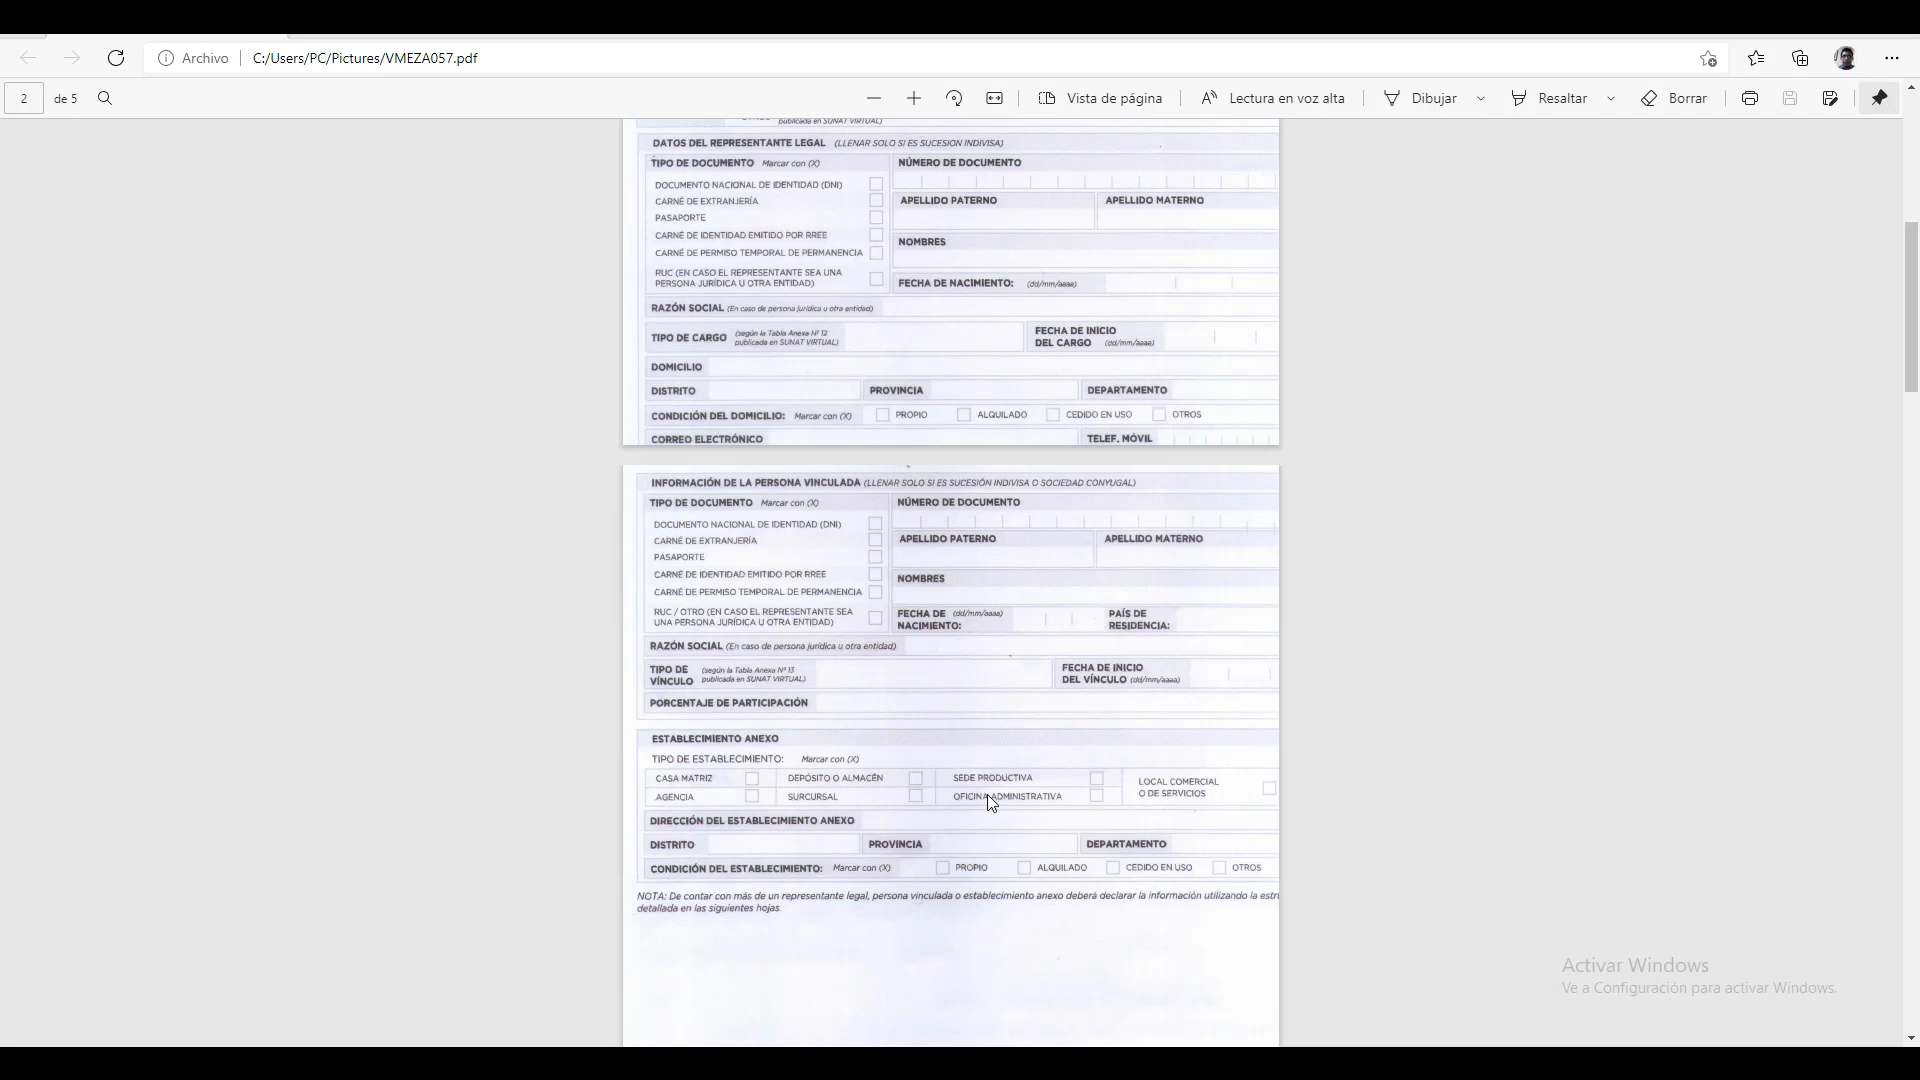 Archivo C:/Users/PC/Pictures/VMEZA057.pdf
2 de 5 Vista de página Lectura en voz alta Dibujar Resaltar Borrar
publicada en SUNAT VIRTUAL)
DATOS DEL REPRESENTANTE LEGAL (LLENAR SOLO SI ES SUCESION INDIVISA)
TIPO DE DOCUMENTO Marcar con (X) NÚMERO DE DOCUMENTO
DOCUMENTO NACIONAL DE IDENTIDAD (DNI)
CARNÉ DE EXTRANJERÍA APELLIDO PATERNO APELLIDO MATERNO
PASAPORTE
CARNÉ DE IDENTIDAD EMITIDO POR RREE NOMBRES
CARNÉ DE PERMISO TEMPORAL DE PERMANENCIA
RUC (EN CASO EL REPRESENTANTE SEA UNA
PERSONA JURÍDICA U OTRA ENTIDAD) FECHA DE NACIMIENTO: (dd/mm/aaaa)
RAZÓN SOCIAL (En caso de persona jurídica u otra entidad)
TIPO DE CARGO (según la Tabla Anexa Nº 12
publicada en SUNAT VIRTUAL) FECHA DE INICIO
DEL CARGO (dd/mm/aaaa)
DOMICILIO
DISTRITO PROVINCIA DEPARTAMENTO
CONDICIÓN DEL DOMICILIO: Marcar con (X) PROPIO ALQUILADO CEDIDO EN USO OTROS
CORREO ELECTRÓNICO TELEF. MÓVIL
INFORMACIÓN DE LA PERSONA VINCULADA (LLENAR SOLO SI ES SUCESIÓN INDIVISA O SOCIEDAD CONYUGAL)
TIPO DE DOCUMENTO Marcar con (X) NÚMERO DE DOCUMENTO
DOCUMENTO NACIONAL DE IDENTIDAD (DNI)
CARNÉ DE EXTRANJERÍA APELLIDO PATERNO APELLIDO MATERNO
PASAPORTE
CARNÉ DE IDENTIDAD EMITIDO POR RREE NOMBRES
CARNÉ DE PERMISO TEMPORAL DE PERMANENCIA
RUC / OTRO (EN CASO EL REPRESENTANTE SEA
UNA PERSONA JURÍDICA U OTRA ENTIDAD) FECHA DE (dd/mm/aaaa)
NACIMIENTO: PAÍS DE
RESIDENCIA:
RAZÓN SOCIAL (En caso de persona jurídica u otra entidad)
TIPO DE VÍNCULO (según la Tabla Anexa Nº 13
publicada en SUNAT VIRTUAL) FECHA DE INICIO
DEL VÍNCULO (dd/mm/aaaa)
PORCENTAJE DE PARTICIPACIÓN
ESTABLECIMIENTO ANEXO
TIPO DE ESTABLECIMIENTO: Marcar con (X)
CASA MATRIZ DEPÓSITO O ALMACÉN SEDE PRODUCTIVA LOCAL COMERCIAL
O DE SERVICIOS
AGENCIA SURCURSAL OFICINA ADMINISTRATIVA
DIRECCIÓN DEL ESTABLECIMIENTO ANEXO
DISTRITO PROVINCIA DEPARTAMENTO
CONDICIÓN DEL ESTABLECIMIENTO: Marcar con (X) PROPIO ALQUILADO CEDIDO EN USO OTROS
NOTA: De contar con más de un representante legal, persona vinculada o establecimiento anexo deberá declarar la información utilizando la
detallada en las siguientes hojas.
Activar Windows
Ve a Configuración para activar Windows.